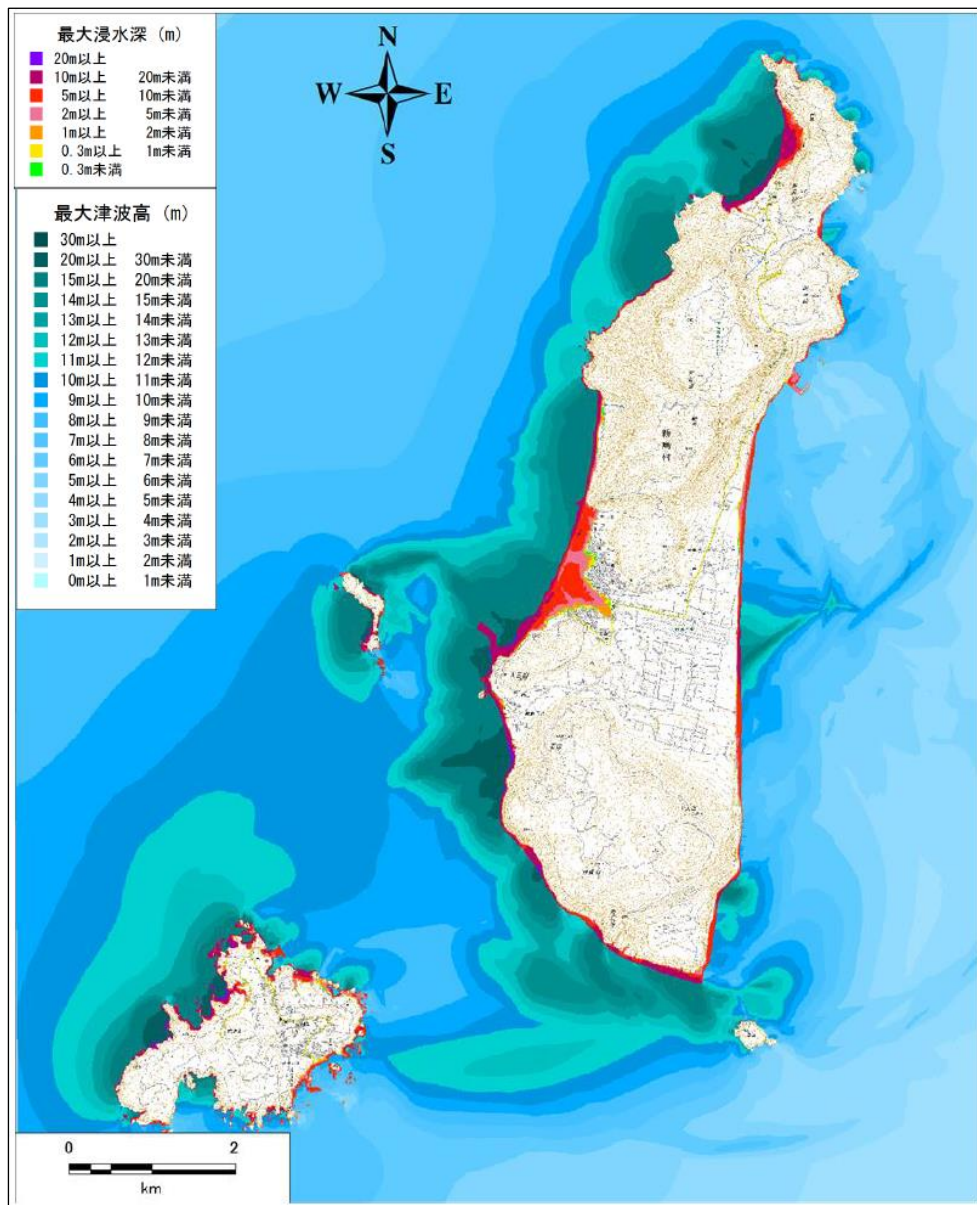 最大浸水深 (m)
20m以上
10m以上 20m未満
5m以上 10m未満
2m以上 5m未満
1m以上 2m未満
0.3m以上 1m未満
0.3m未満
N
W E
S
最大津波高 (m)
30m以上
20m以上 30m未満
15m以上 20m未満
14m以上 15m未満
13m以上 14m未満
12m以上 13m未満
11m以上 12m未満
10m以上 11m未満
9m以上 10m未満
8m以上 9m未満
7m以上 8m未満
6m以上 7m未満
5m以上 6m未満
4m以上 5m未満
3m以上 4m未満
2m以上 3m未満
1m以上 2m未満
0m以上 1m未満
新島村
0 2
km